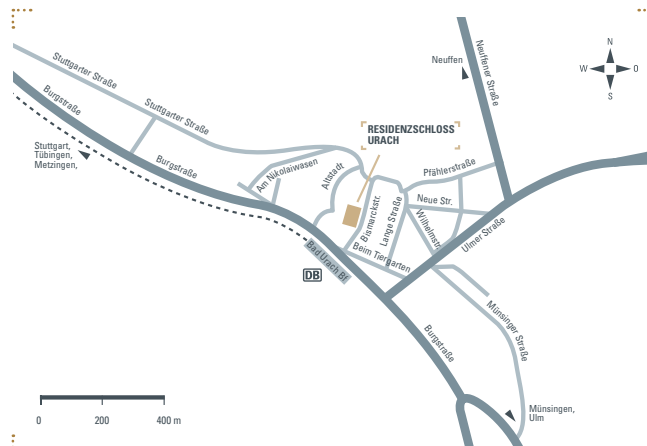 Stuttgarter Straße
Stuttgarter Straße
Burgstraße
Burgstraße
Stuttgart,
Tübingen,
Metzingen,
Am Nikolaiwasen
Altstadt
RESIDENZSCHLOSS
URACH
Neuffen
Neuffener Straße
N
W O
S
Pfählerstraße
Neue Str.
Wilhelmstr.
Ulmer Straße
Bismarckstr.
Lange Straße
Beim Tiergarten
Bad Urach Bf
DB
Burgstraße
Münsinger Straße
Münsingen,
Ulm
0 200 400 m